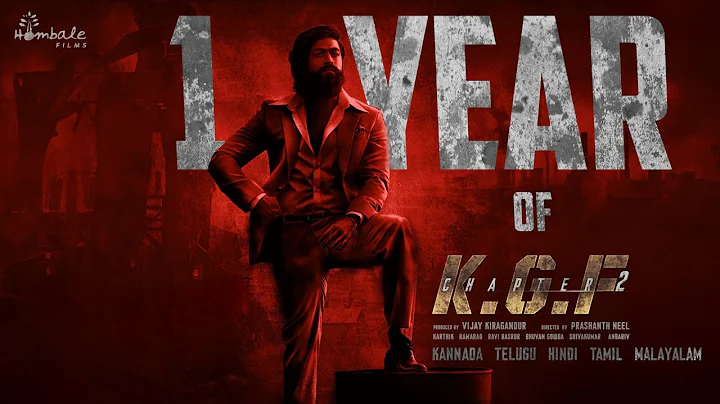 Hombale
FILMS
1 YEAR
OF
K.G.F
CHAPTER 2
PRODUCED BY VIJAY KIRAGANDUR DIRECTED BY PRASHANTH NEEL
KARTHIK RAMARAO RAVI BASRUR BHUVAN GOWDA SHIVAKUMAR ANBARIV
KANNADA TELUGU HINDI TAMIL MALAYALAM